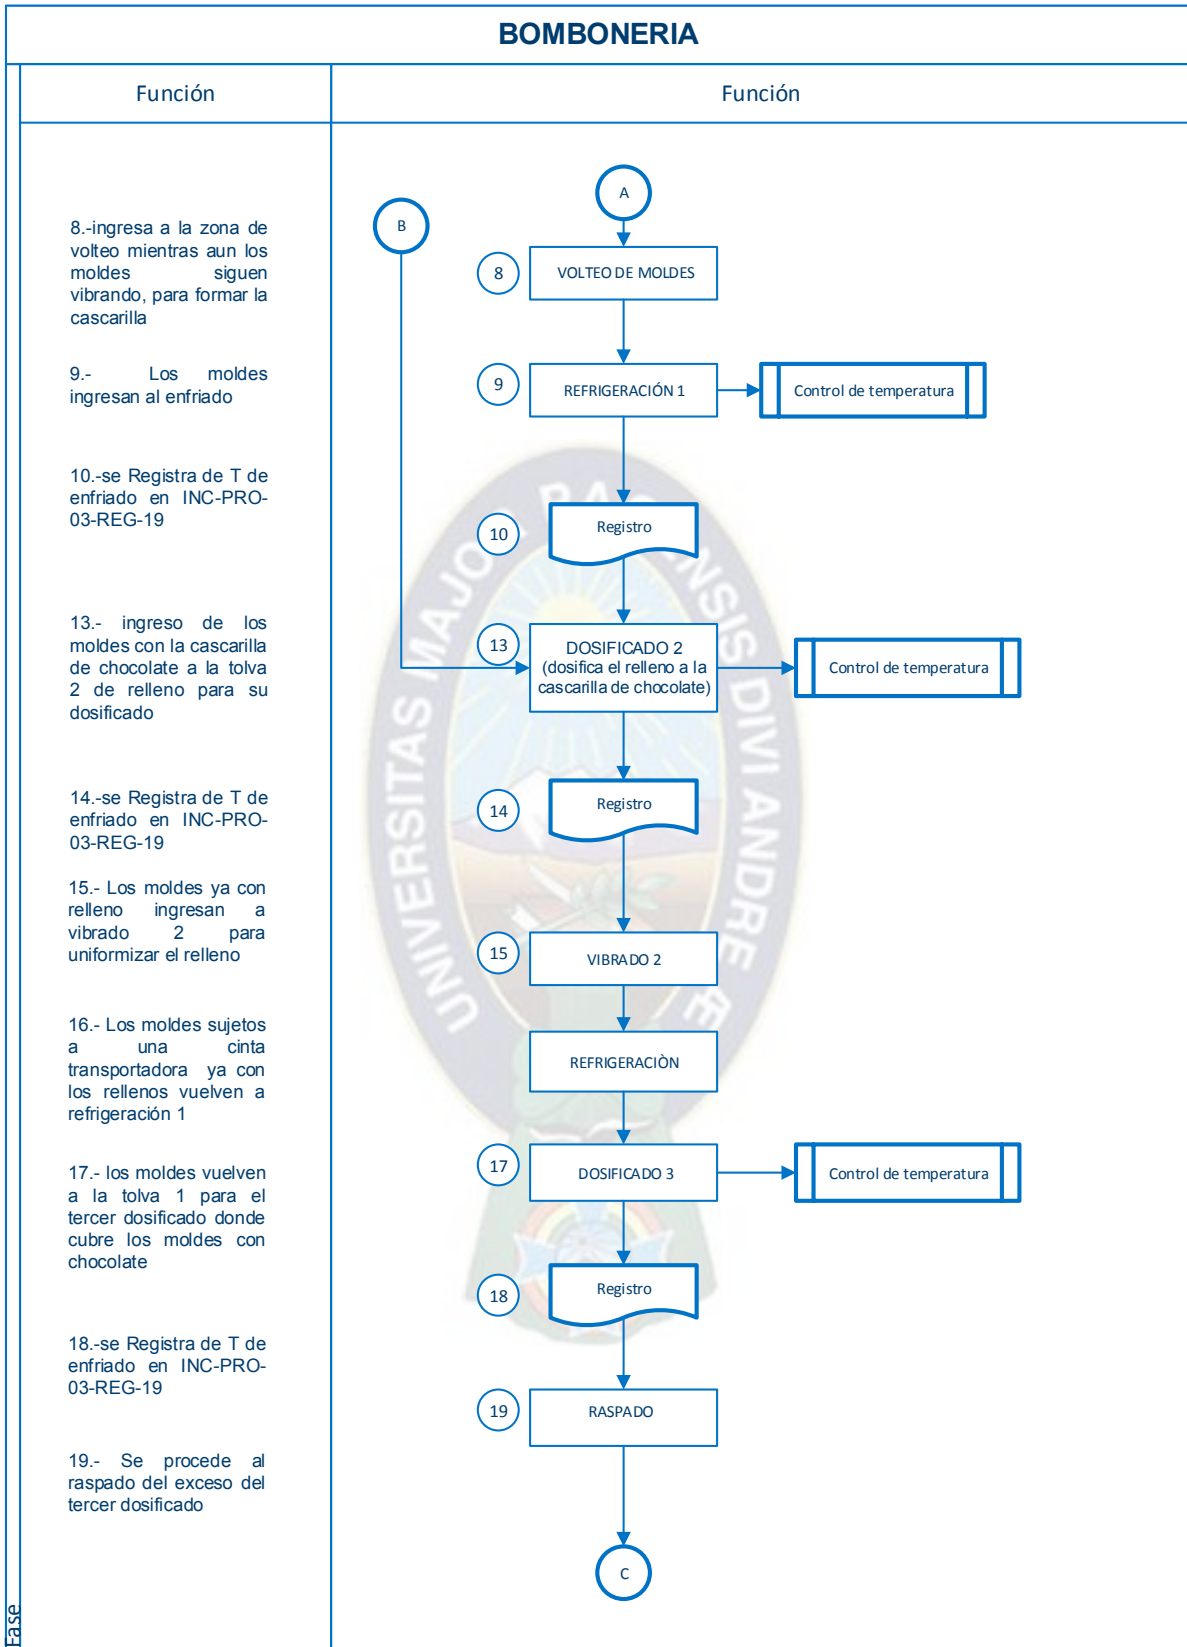 BOMBONERIA
Función
Función
Fase
8.-ingresa a la zona de
volteo mientras aun los
moldes siguen
vibrando, para formar la
cascarilla
9.- Los moldes
ingresan al enfriado
10.-se Registra de T de
enfriado en INC-PRO-
03-REG-19
13.- ingreso de los
moldes con la cascarilla
de chocolate a la tolva
2 de relleno para su
dosificado
14.-se Registra de T de
enfriado en INC-PRO-
03-REG-19
15.- Los moldes ya con
relleno ingresan a
vibrado 2 para
uniformizar el relleno
16.- Los moldes sujetos
a una cinta
transportadora ya con
los rellenos vuelven a
refrigeración 1
17.- los moldes vuelven
a la tolva 1 para el
tercer dosificado donde
cubre los moldes con
chocolate
18.-se Registra de T de
enfriado en INC-PRO-
03-REG-19
19.- Se procede al
raspado del exceso del
tercer dosificado
A
B
8
VOLTEO DE MOLDES
9
REFRIGERACIÓN 1
Control de temperatura
10
Registro
13
DOSIFICADO 2
(dosifica el relleno a la
cascarilla de chocolate)
Control de temperatura
14
Registro
15
VIBRADO 2
REFRIGERACIÒN
17
DOSIFICADO 3
Control de temperatura
18
Registro
19
RASPADO
C
UNIVERSITAS MAJOR PACENSIS DIVI ANDRE Æ